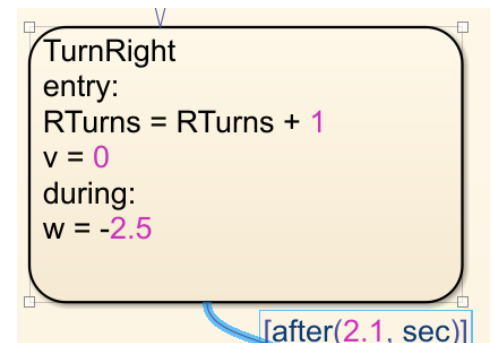 TurnRight
entry:
RTurns = RTurns + 1
v = 0
during:
w = -2.5
[after(2.1, sec)]